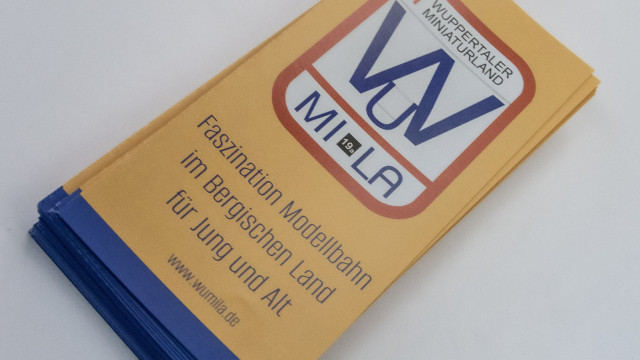 WUPPERTALER
MINIATURLAND
WU
MI 19a LA
Faszination Modellbahn
im Bergischen Land
für Jung und Alt
www.wumila.de